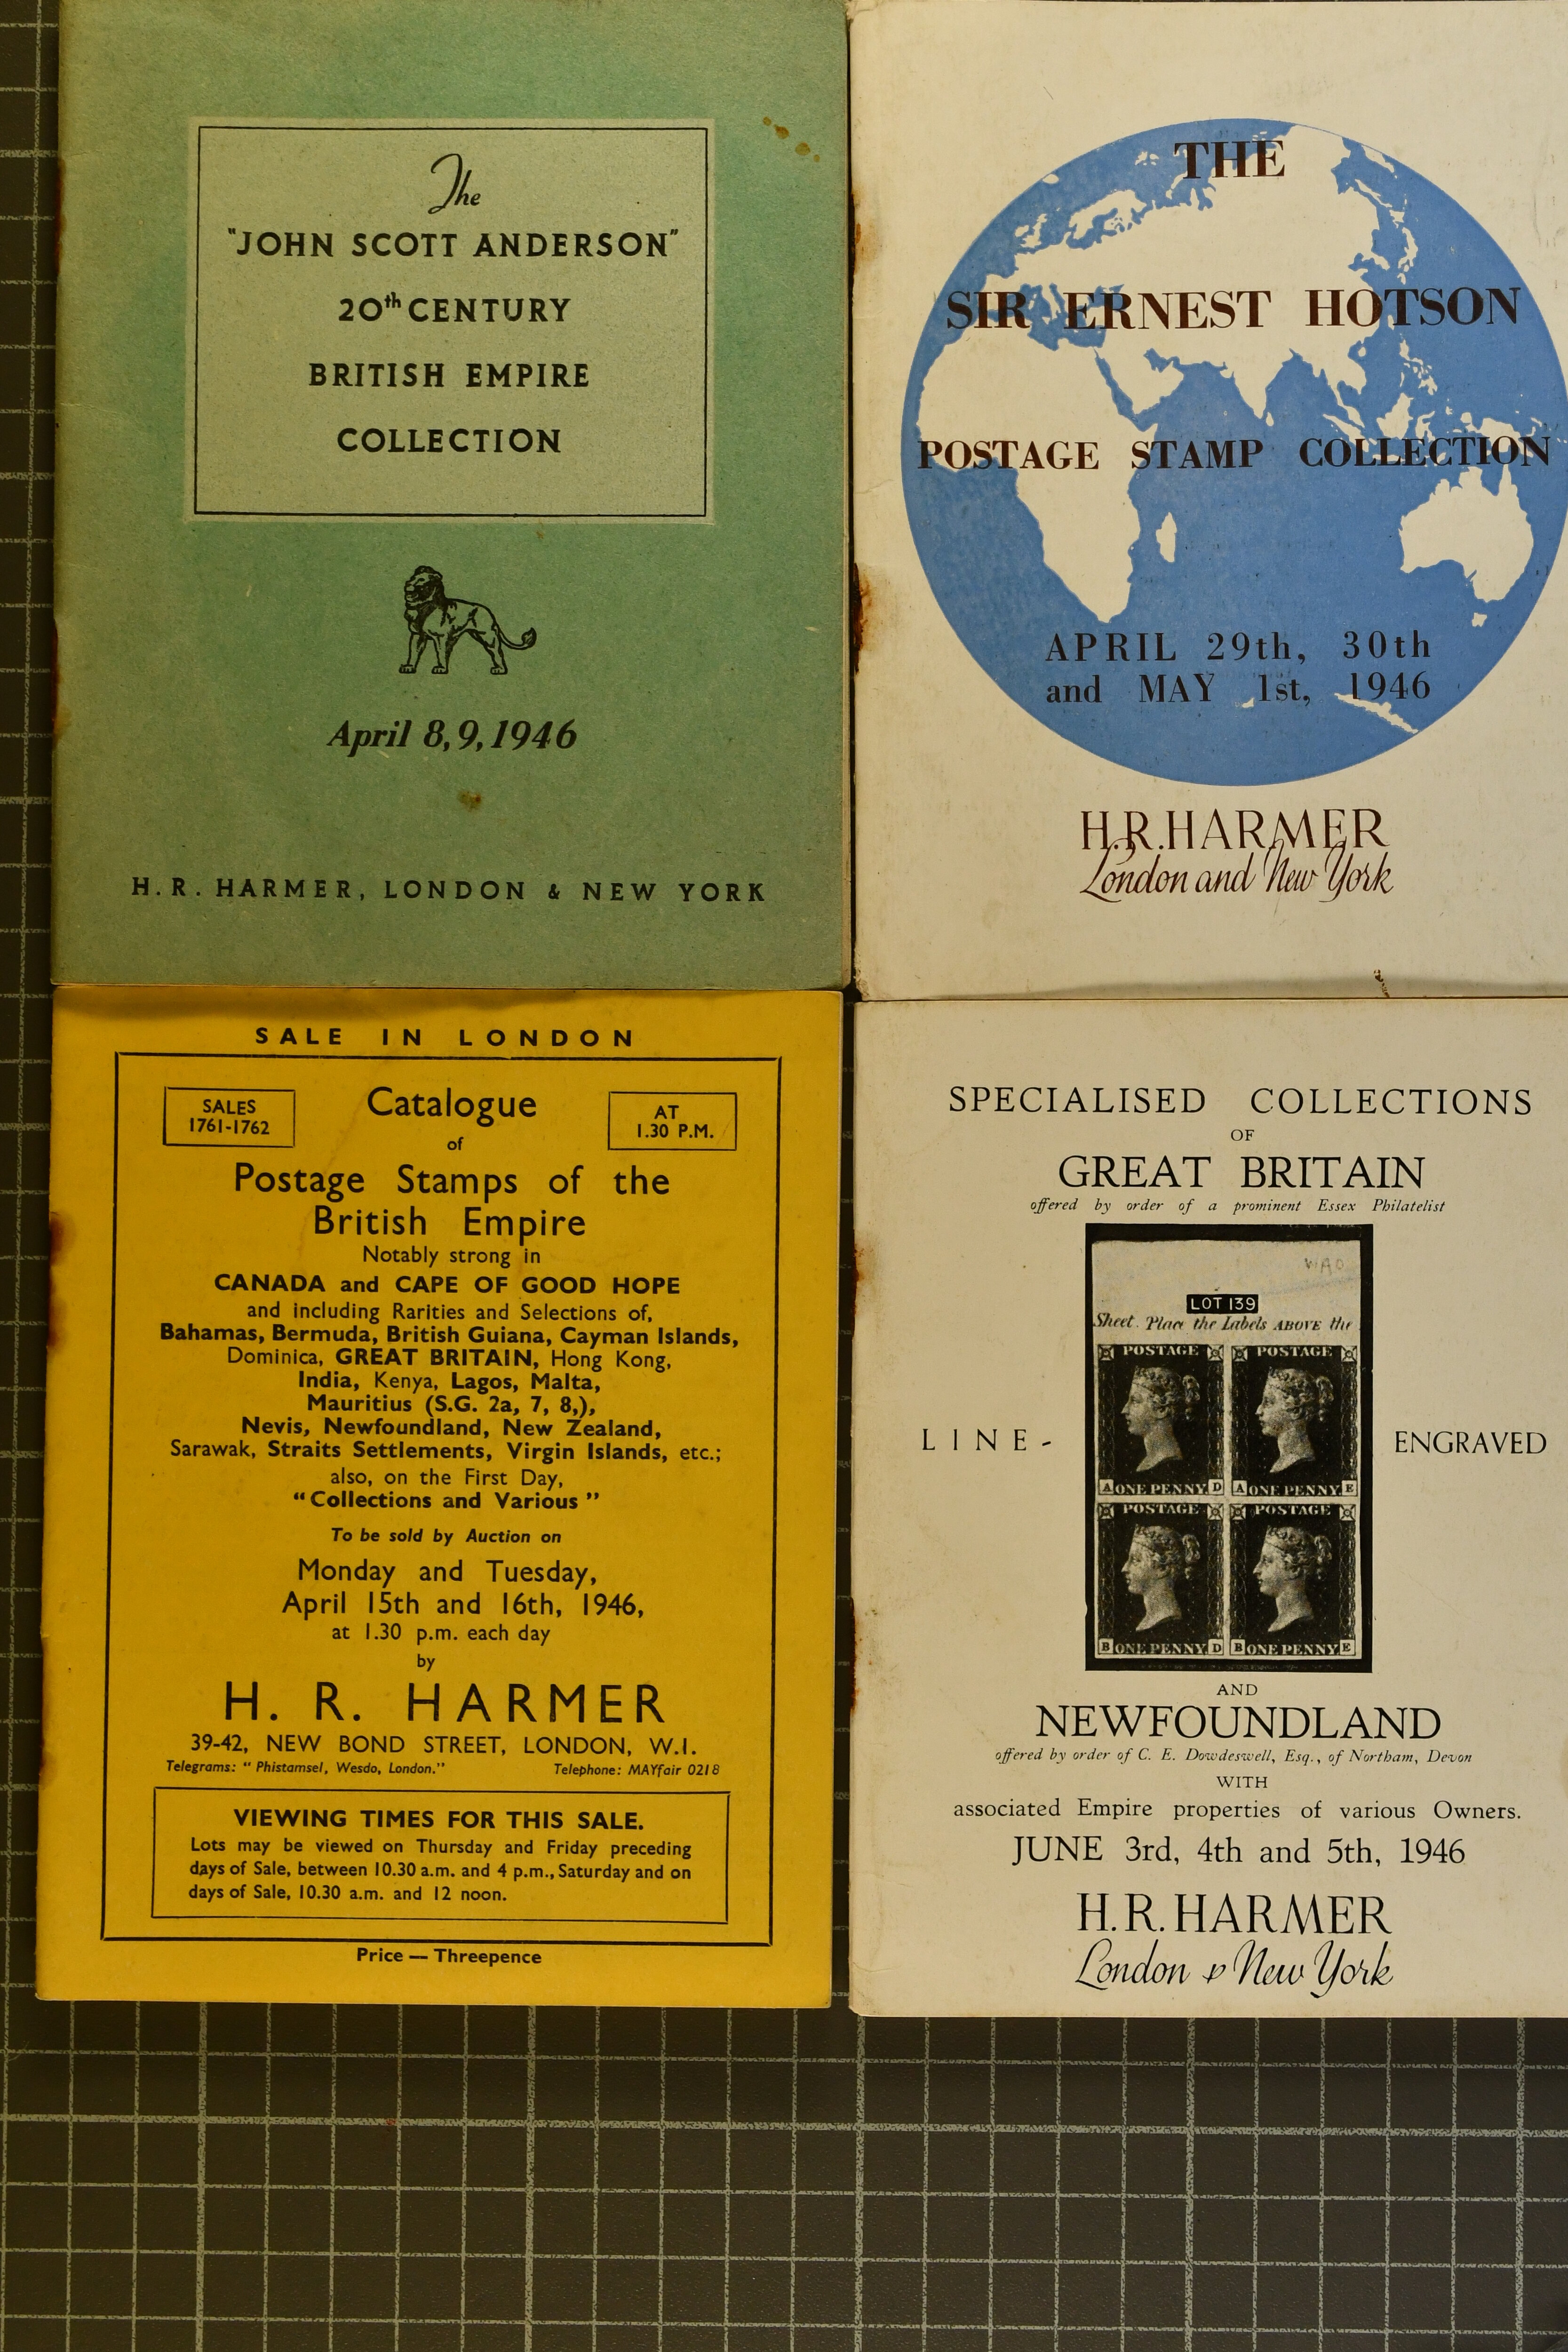 The
"JOHN SCOTT ANDERSON"
20th CENTURY
BRITISH EMPIRE
COLLECTION
April 8, 9, 1946
H. R. HARMER, LONDON & NEW YORK
THE
SIR ERNEST HOTSON
POSTAGE STAMP COLLECTION
APRIL 29th, 30th
and MAY 1st, 1946
H.R.HARMER
London and New York
SALE IN LONDON
SALES
1761-1762
Catalogue
AT
1.30 P.M.
of
Postage Stamps of the
British Empire
Notably strong in
CANADA and CAPE OF GOOD HOPE
and including Rarities and Selections of,
Bahamas, Bermuda, British Guiana, Cayman Islands,
Dominica, GREAT BRITAIN, Hong Kong,
India, Kenya, Lagos, Malta,
Mauritius (S.G. 2a, 7, 8,),
Nevis, Newfoundland, New Zealand,
Sarawak, Straits Settlements, Virgin Islands, etc.;
also, on the First Day,
"Collections and Various"
To be sold by Auction on
Monday and Tuesday,
April 15th and 16th, 1946,
at 1.30 p.m. each day
by
H. R. HARMER
39-42, NEW BOND STREET, LONDON, W.I.
Telegrams: "Phistamsel, Wesdo, London." Telephone: MAYfair 0218
VIEWING TIMES FOR THIS SALE.
Lots may be viewed on Thursday and Friday preceding
days of Sale, between 10.30 a.m. and 4 p.m., Saturday and on
days of Sale, 10.30 a.m. and 12 noon.
Price — Threepence
SPECIALISED COLLECTIONS
OF
GREAT BRITAIN
offered by order of a prominent Essex Philatelist
LOT 139
Sheet. Place the Labels ABOVE the
POSTAGE POSTAGE
A ONE PENNY D A ONE PENNY E
LINE- ENGRAVED
POSTAGE POSTAGE
B ONE PENNY D B ONE PENNY E
AND
NEWFOUNDLAND
offered by order of C. E. Dowdeswell, Esq., of Northam, Devon
WITH
associated Empire properties of various Owners.
JUNE 3rd, 4th and 5th, 1946
H.R.HARMER
London & New York